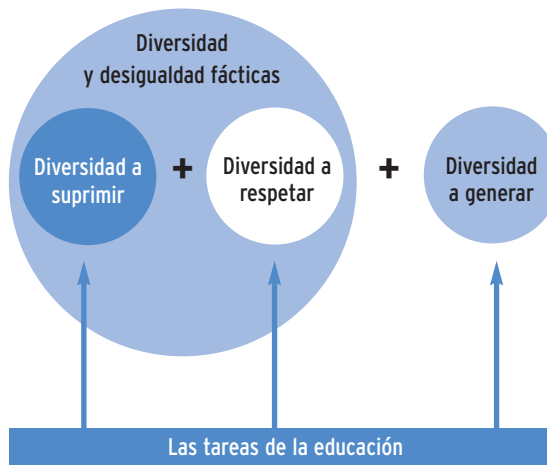 Diversidad
y desigualdad fácticas
Diversidad a
suprimir
+
Diversidad a
respetar
+
Diversidad
a generar
Las tareas de la educación